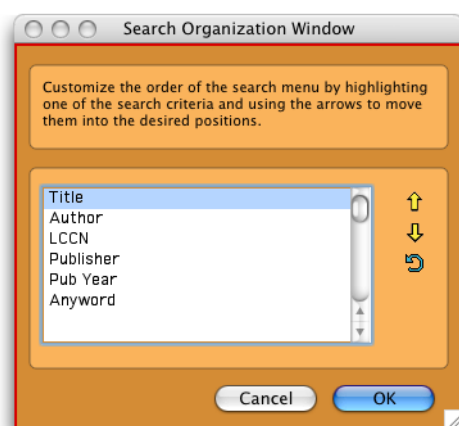 Search Organization Window
Customize the order of the search menu by highlighting
one of the search criteria and using the arrows to move
them into the desired positions.
Title
Author
LCCN
Publisher
Pub Year
Anyword
Cancel
OK